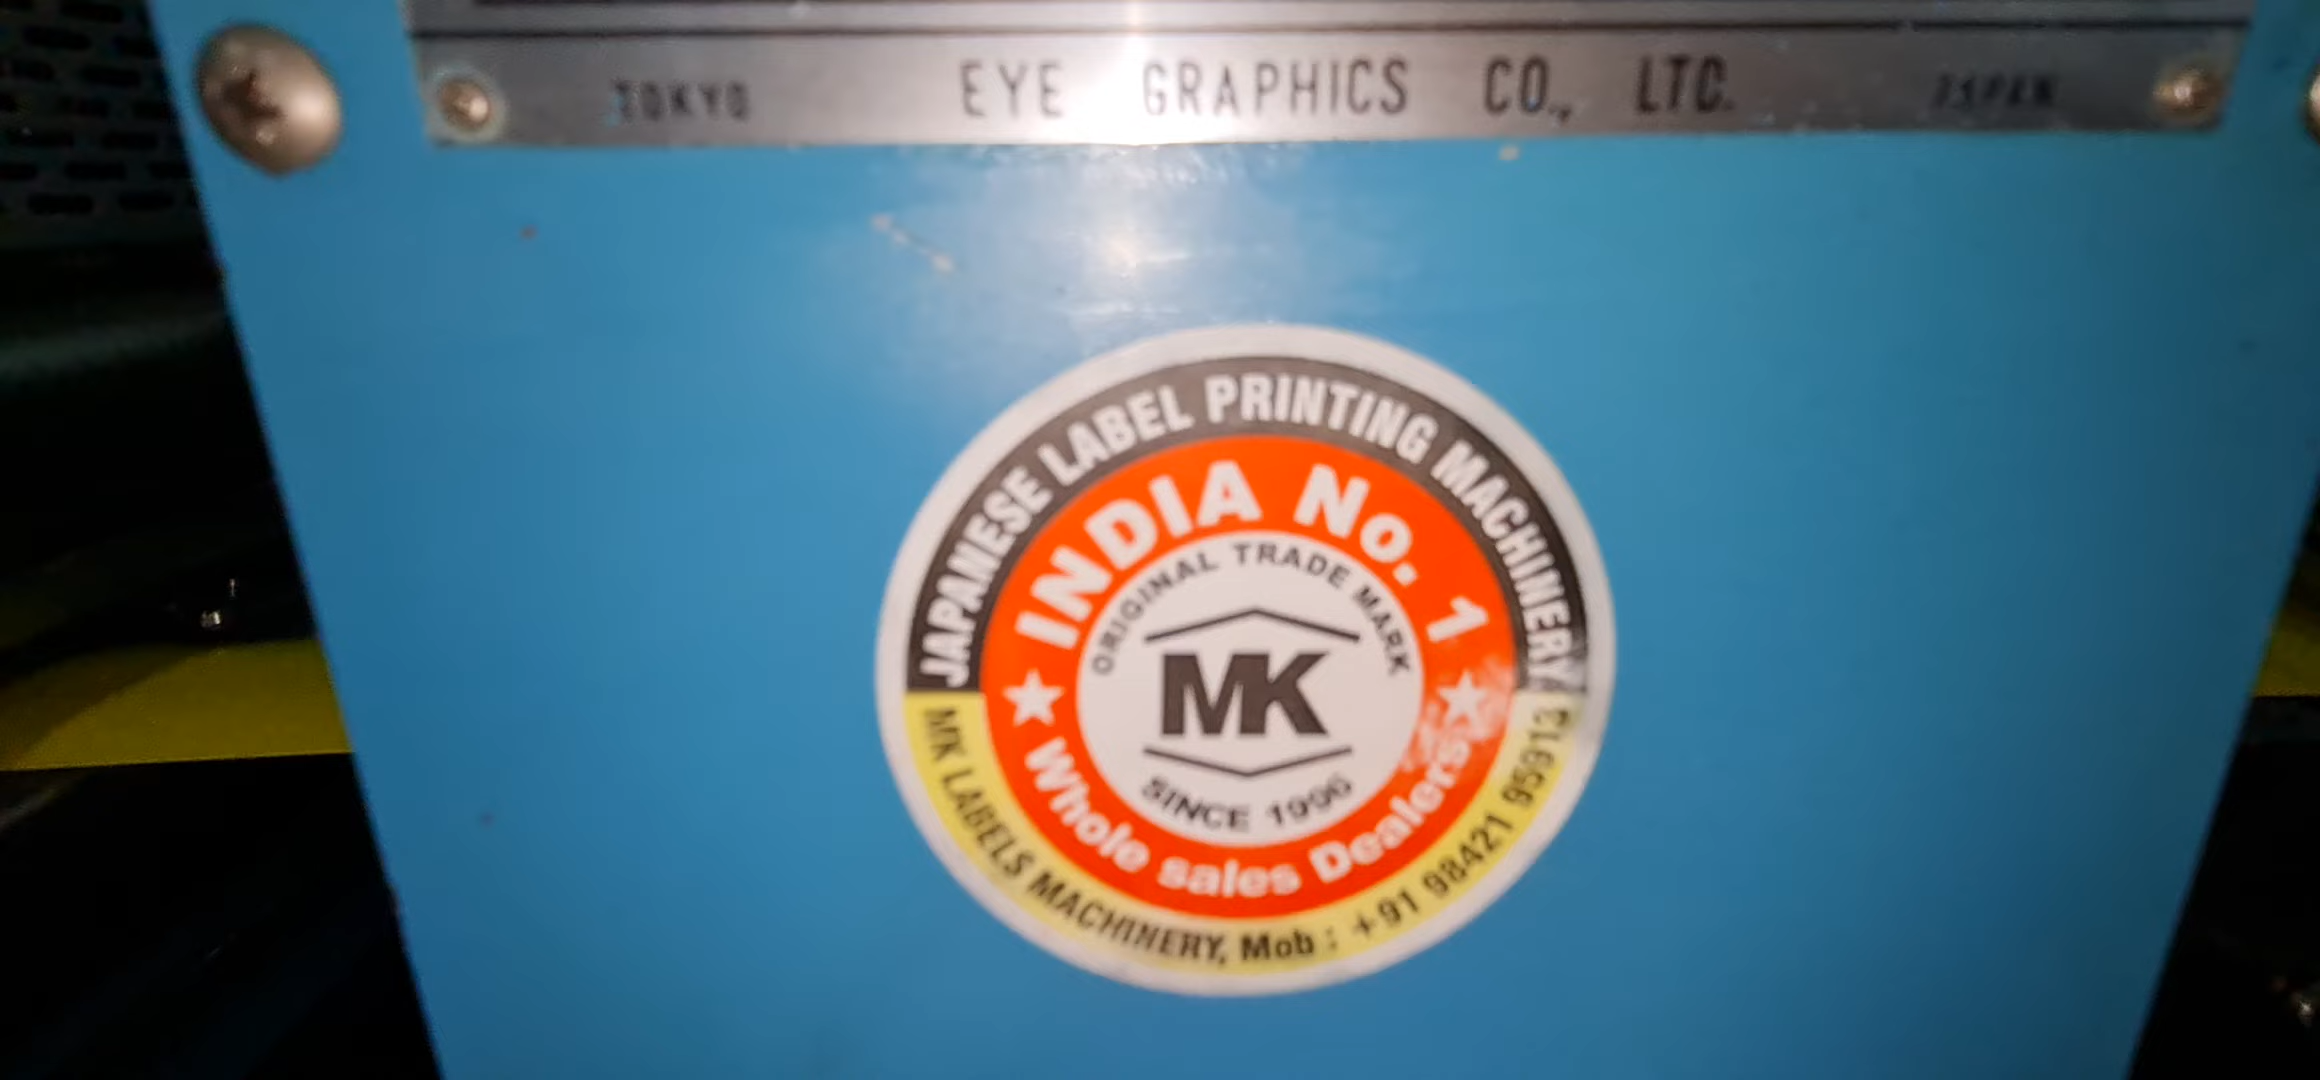 TOKYO EYE GRAPHICS CO., LTD. JAPAN
JAPANESE LABEL PRINTING MACHINERY
INDIA No. 1
ORIGINAL TRADE MARK
MK
SINCE 1996
Whole sales Dealers
MK LABELS MACHINERY, Mob : +91 98421 95913